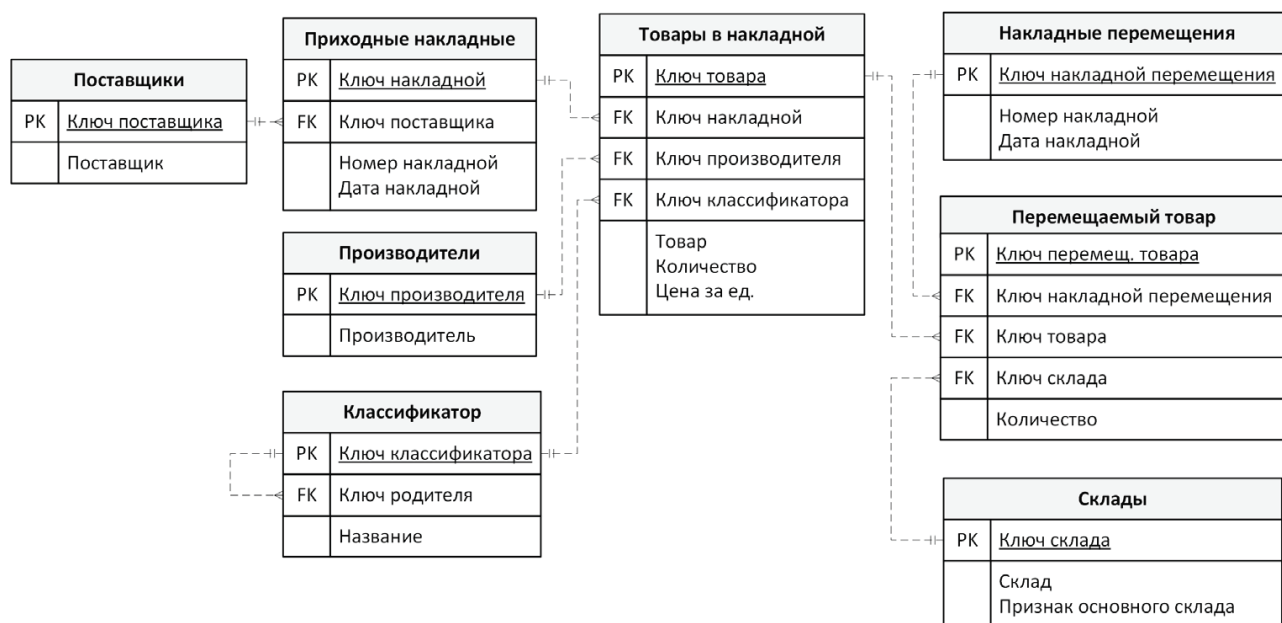 Поставщики
PK Ключ поставщика
Поставщик
Приходные накладные
PK Ключ накладной
FK Ключ поставщика
Номер накладной
Дата накладной
Производители
PK Ключ производителя
Производитель
Классификатор
PK Ключ классификатора
FK Ключ родителя
Название
Товары в накладной
PK Ключ товара
FK Ключ накладной
FK Ключ производителя
FK Ключ классификатора
Товар
Количество
Цена за ед.
Накладные перемещения
PK Ключ накладной перемещения
Номер накладной
Дата накладной
Перемещаемый товар
PK Ключ перемещ. товара
FK Ключ накладной перемещения
FK Ключ товара
FK Ключ склада
Количество
Склады
PK Ключ склада
Склад
Признак основного склада